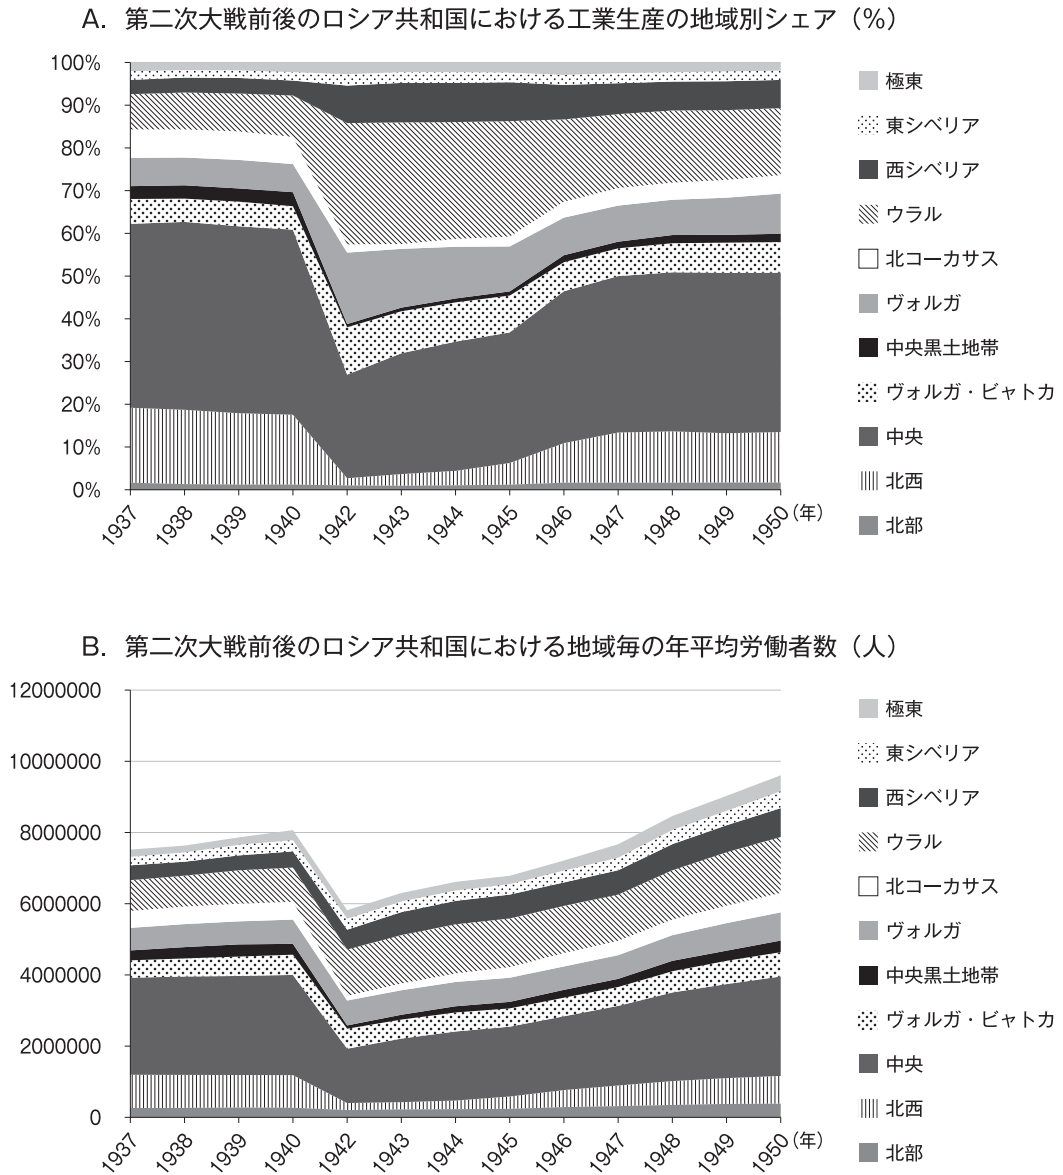 A. 第二次大戦前後のロシア共和国における工業生産の地域別シェア（％）
100%
90%
80%
70%
60%
50%
40%
30%
20%
10%
0%
1937
1938
1939
1940
1942
1943
1944
1945
1946
1947
1948
1949
1950
（年）
極東
東シベリア
西シベリア
ウラル
北コーカサス
ヴォルガ
中央黒土地帯
ヴォルガ・ビャトカ
中央
北西
北部
B. 第二次大戦前後のロシア共和国における地域毎の年平均労働者数（人）
12000000
10000000
8000000
6000000
4000000
2000000
0
1937
1938
1939
1940
1942
1943
1944
1945
1946
1947
1948
1949
1950
（年）
極東
東シベリア
西シベリア
ウラル
北コーカサス
ヴォルガ
中央黒土地帯
ヴォルガ・ビャトカ
中央
北西
北部